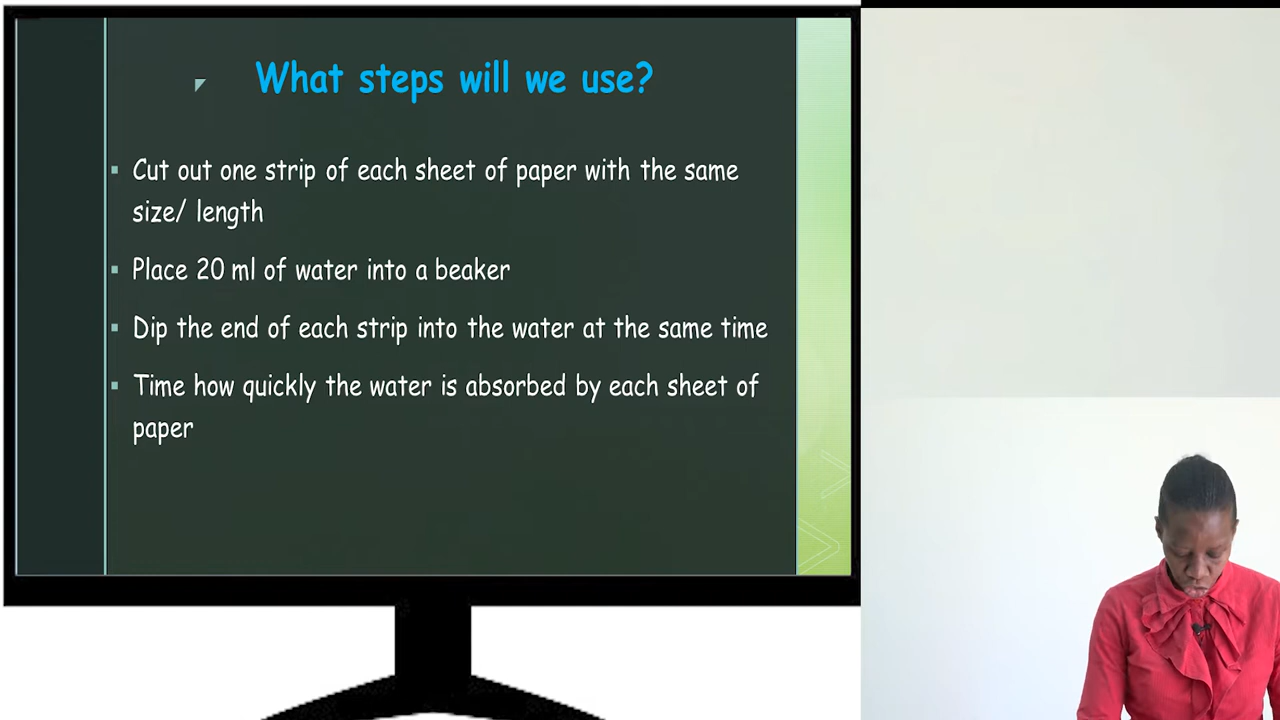 What steps will we use?
Cut out one strip of each sheet of paper with the same
size/ length
Place 20 ml of water into a beaker
Dip the end of each strip into the water at the same time
Time how quickly the water is absorbed by each sheet of
paper